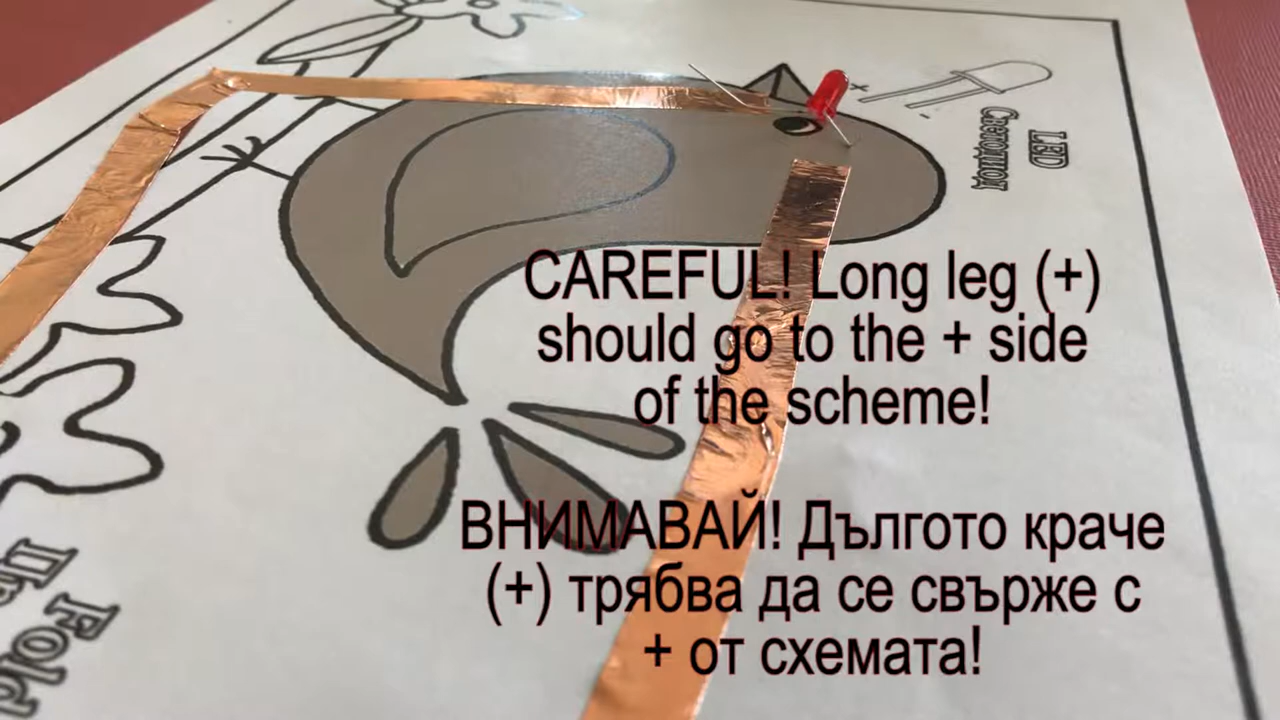 +
LED
Светодиод
CAREFUL! Long leg (+)
should go to the + side
of the scheme!
ВНИМАВАЙ! Дългото краче
(+) трябва да се свърже с
+ от схемата!
Fold